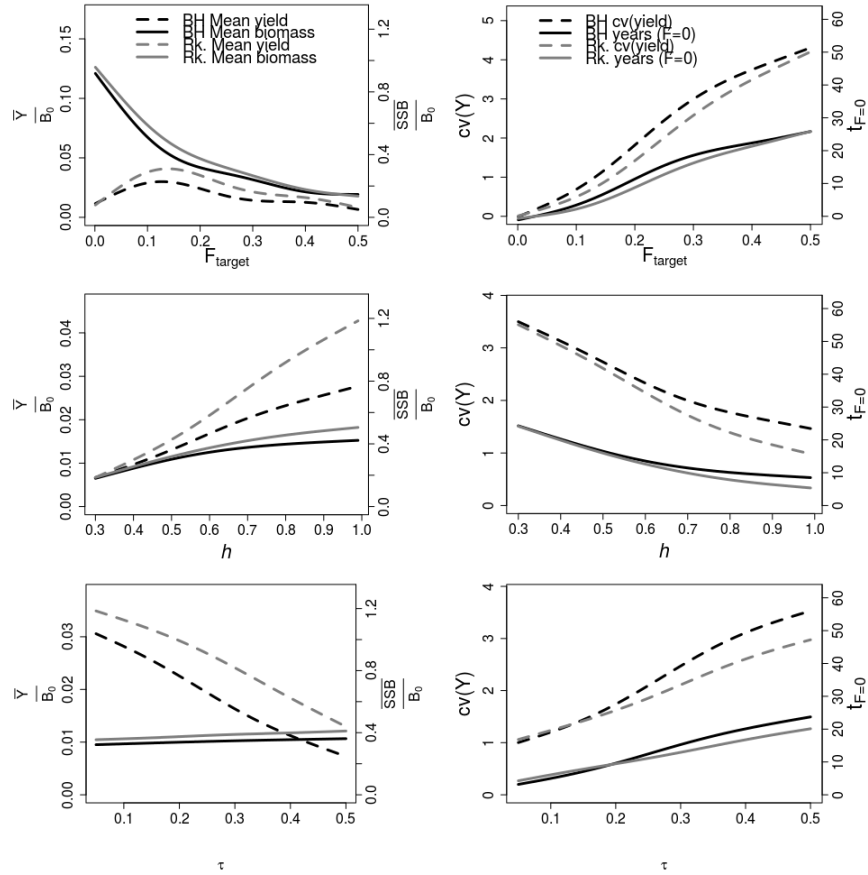 BH Mean yield
BH Mean biomass
Rk. Mean yield
Rk. Mean biomass
0.15
0.10
0.05
0.00
Y̅
B₀
1.2
0.8
0.4
0.0
S̅S̅B̅
B₀
0.0 0.1 0.2 0.3 0.4 0.5
F_target
BH cv(yield)
BH years (F=0)
Rk. cv(yield)
Rk. years (F=0)
5
4
3
2
1
0
cv(Y)
60
50
40
30
20
10
0
t_F=0
0.0 0.1 0.2 0.3 0.4 0.5
F_target
0.04
0.03
0.02
0.01
0.00
Y̅
B₀
1.2
0.8
0.4
0.0
S̅S̅B̅
B₀
0.3 0.4 0.5 0.6 0.7 0.8 0.9 1.0
h
4
3
2
1
0
cv(Y)
60
50
40
30
20
10
0
t_F=0
0.3 0.4 0.5 0.6 0.7 0.8 0.9 1.0
h
0.03
0.02
0.01
0.00
Y̅
B₀
1.2
0.8
0.4
0.0
S̅S̅B̅
B₀
0.1 0.2 0.3 0.4 0.5
τ
4
3
2
1
0
cv(Y)
60
50
40
30
20
10
0
t_F=0
0.1 0.2 0.3 0.4 0.5
τ